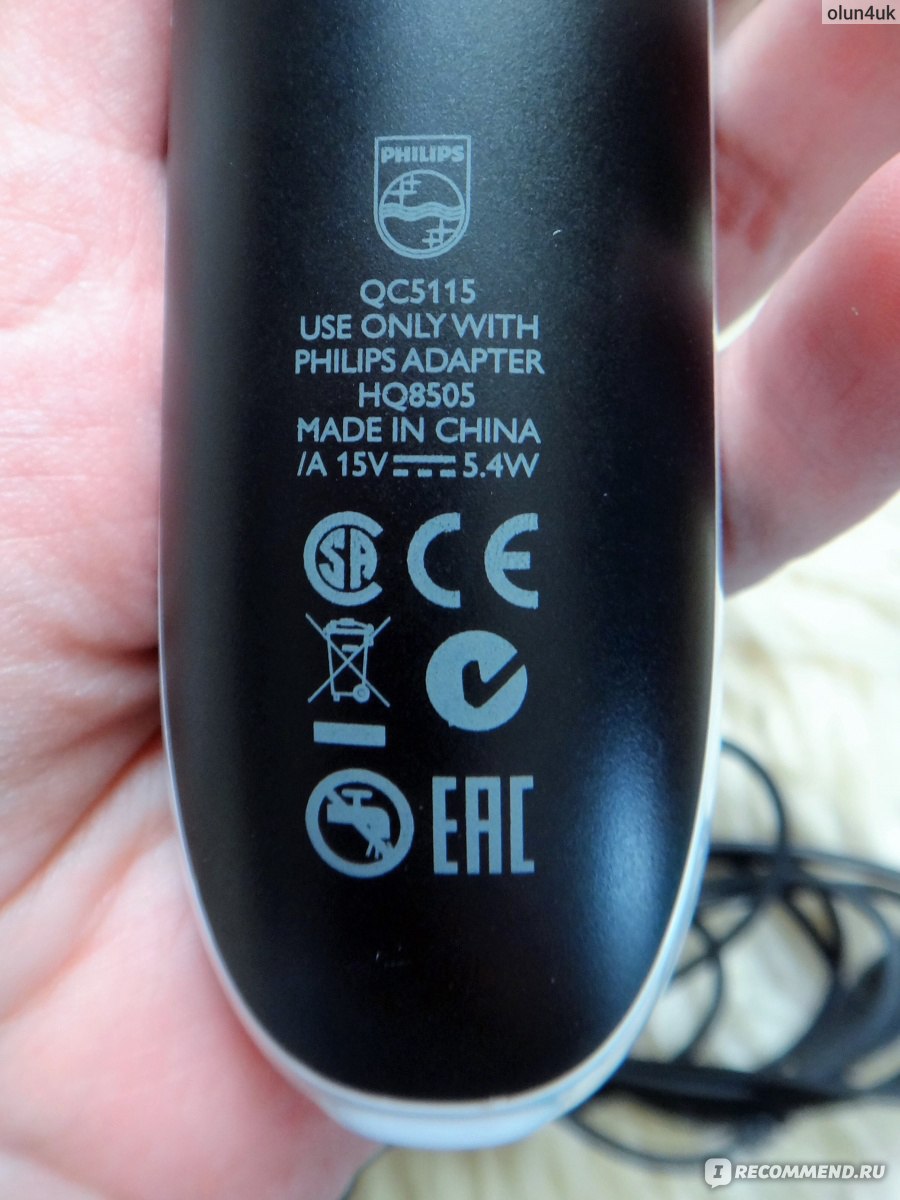 olun4uk
PHILIPS
QC5115
USE ONLY WITH
PHILIPS ADAPTER
HQ8505
MADE IN CHINA
/A 15V⎓5.4W
SA CE
EAC
I RECOMMEND.RU